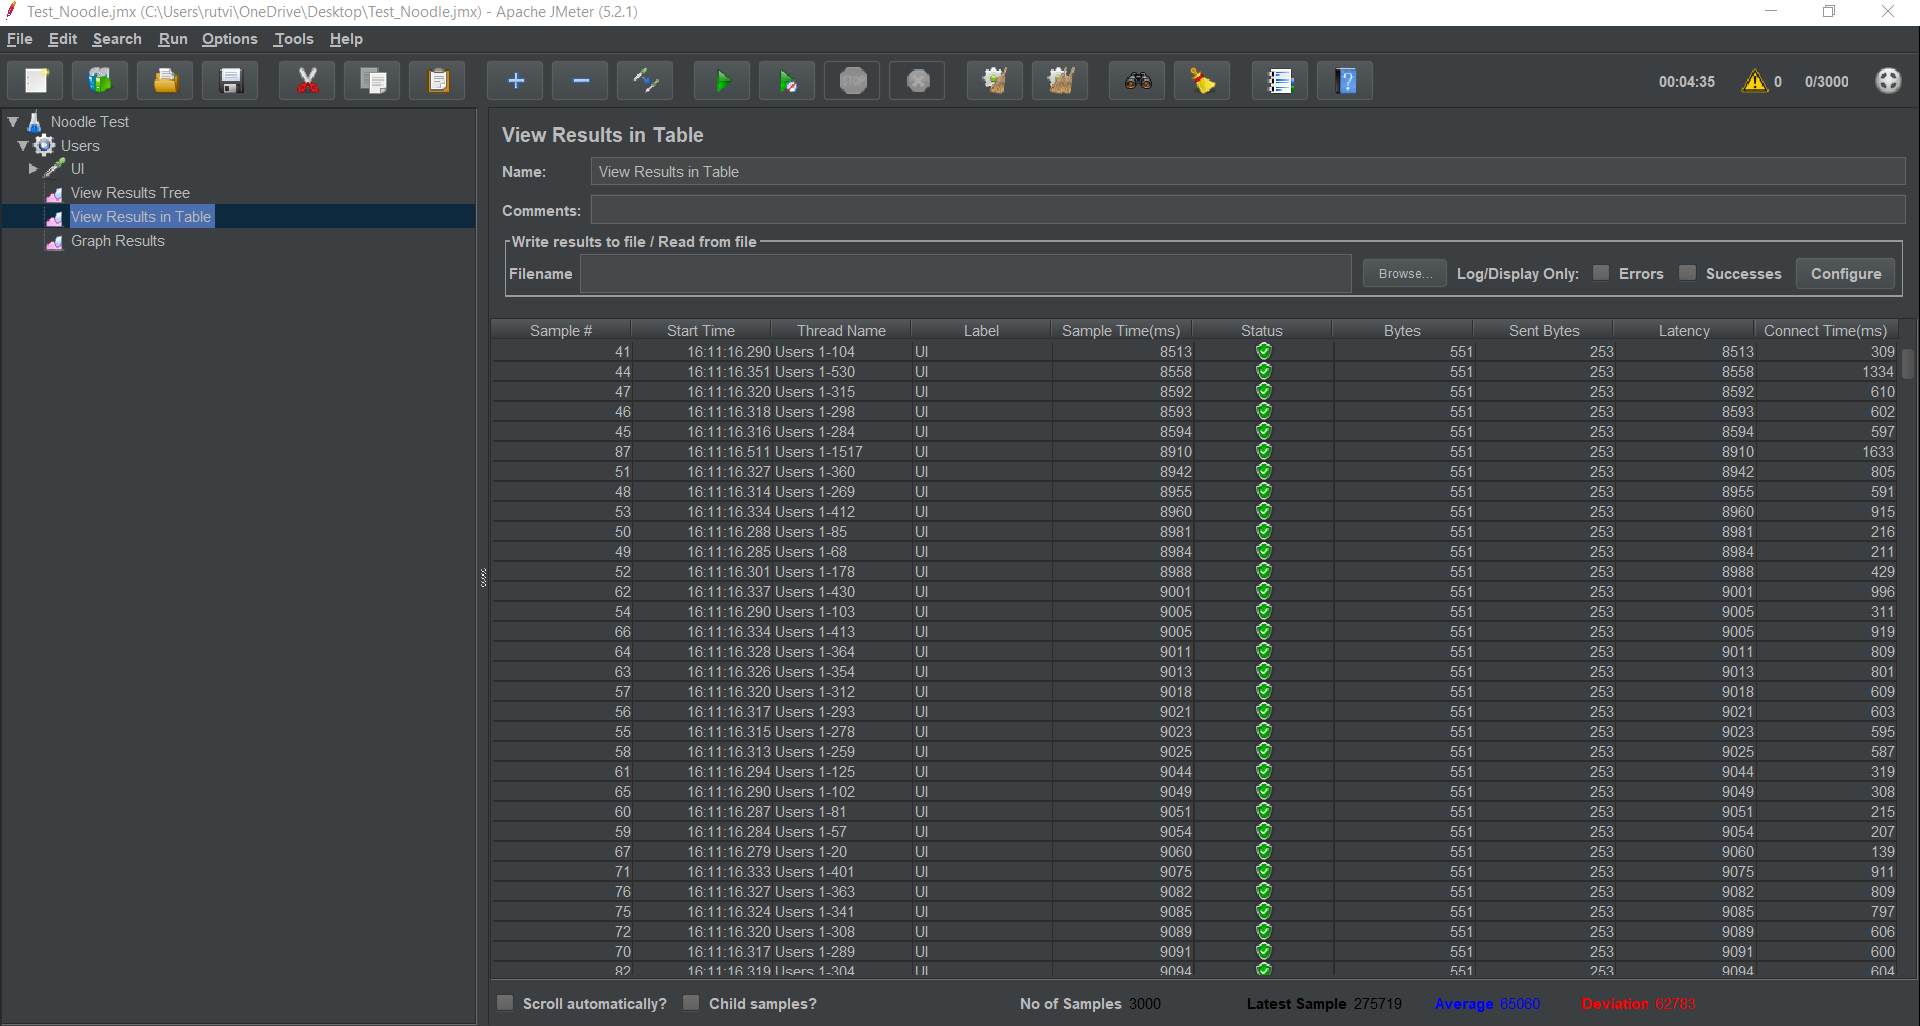 Test_Noodle.jmx (C:\Users\rutvi\OneDrive\Desktop\Test_Noodle.jmx) - Apache JMeter (5.2.1)
File Edit Search Run Options Tools Help
STOP 00:04:35 0 0/3000
Noodle Test
Users
UI
View Results Tree
View Results in Table
Graph Results
View Results in Table
Name: View Results in Table
Comments:
Write results to file / Read from file
Filename Browse... Log/Display Only: Errors Successes Configure
Sample # Start Time Thread Name Label Sample Time(ms) Status Bytes Sent Bytes Latency Connect Time(ms)
41 16:11:16.290 Users 1-104 UI 8513 551 253 8513 309
44 16:11:16.351 Users 1-530 UI 8558 551 253 8558 1334
47 16:11:16.320 Users 1-315 UI 8592 551 253 8592 610
46 16:11:16.318 Users 1-298 UI 8593 551 253 8593 602
45 16:11:16.316 Users 1-284 UI 8594 551 253 8594 597
87 16:11:16.511 Users 1-1517 UI 8910 551 253 8910 1633
51 16:11:16.327 Users 1-360 UI 8942 551 253 8942 805
48 16:11:16.314 Users 1-269 UI 8955 551 253 8955 591
53 16:11:16.334 Users 1-412 UI 8960 551 253 8960 915
50 16:11:16.288 Users 1-85 UI 8981 551 253 8981 216
49 16:11:16.285 Users 1-68 UI 8984 551 253 8984 211
52 16:11:16.301 Users 1-178 UI 8988 551 253 8988 429
62 16:11:16.337 Users 1-430 UI 9001 551 253 9001 996
54 16:11:16.290 Users 1-103 UI 9005 551 253 9005 311
66 16:11:16.334 Users 1-413 UI 9005 551 253 9005 919
64 16:11:16.328 Users 1-364 UI 9011 551 253 9011 809
63 16:11:16.326 Users 1-354 UI 9013 551 253 9013 801
57 16:11:16.320 Users 1-312 UI 9018 551 253 9018 609
56 16:11:16.317 Users 1-293 UI 9021 551 253 9021 603
55 16:11:16.315 Users 1-278 UI 9023 551 253 9023 595
58 16:11:16.313 Users 1-259 UI 9025 551 253 9025 587
61 16:11:16.294 Users 1-125 UI 9044 551 253 9044 319
65 16:11:16.290 Users 1-102 UI 9049 551 253 9049 308
60 16:11:16.287 Users 1-81 UI 9051 551 253 9051 215
59 16:11:16.284 Users 1-57 UI 9054 551 253 9054 207
67 16:11:16.279 Users 1-20 UI 9060 551 253 9060 139
71 16:11:16.333 Users 1-401 UI 9075 551 253 9075 911
76 16:11:16.327 Users 1-363 UI 9082 551 253 9082 809
75 16:11:16.324 Users 1-341 UI 9085 551 253 9085 797
72 16:11:16.320 Users 1-308 UI 9089 551 253 9089 606
70 16:11:16.317 Users 1-289 UI 9091 551 253 9091 600
82 16:11:16.319 Users 1-304 UI 9094 551 253 9094 604
Scroll automatically? Child samples? No of Samples 3000 Latest Sample 275719 Average 65060 Deviation 62783